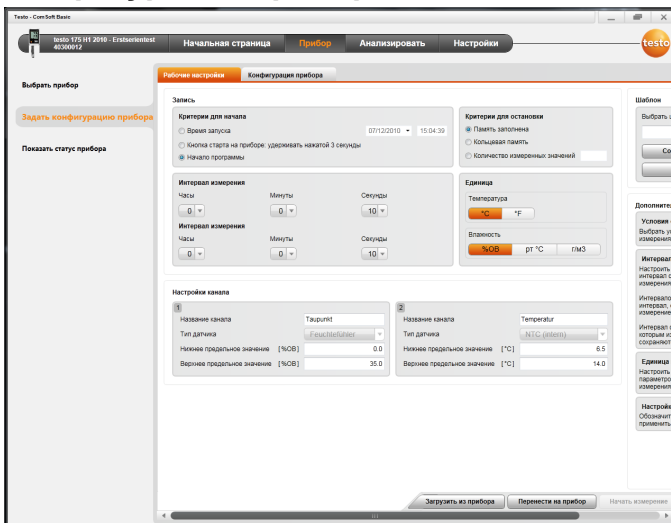 Testo - ComSoft Basic
testo 175 H1 2010 - Erstserientest
40300012
Начальная страница
Прибор
Анализировать
Настройки
testo
Выбрать прибор
Задать конфигурацию прибора
Показать статус прибора
Рабочие настройки
Конфигурация прибора
Запись
Критерии для начала
Время запуска
07/12/2010
15:04:39
Кнопка старта на приборе: удерживать нажатой 3 секунды
Начало программы
Критерии для остановки
Память заполнена
Кольцевая память
Количество измеренных значений
Интервал измерения
Часы
Минуты
Секунды
0
0
10
Интервал измерения
Часы
Минуты
Секунды
0
0
10
Единица
Температура
°C
°F
Влажность
%ОВ
рт °C
г/м3
Настройки канала
1
Название канала
Taupunkt
Тип датчика
Feuchtefühler
Нижнее предельное значение [%ОВ]
0.0
Верхнее предельное значение [%ОВ]
35.0
2
Название канала
Temperatur
Тип датчика
NTC (intern)
Нижнее предельное значение [°C]
6.5
Верхнее предельное значение [°C]
14.0
Шаблон
Выбрать
Со
Дополните
Условия
Выбрать у
измерения
Интервал
Настроить
интервал с
измерения
Интервало
интервал,
измерение
Интервал
которым из
сохраняют
Единица
Настроить
параметро
измерения
Настройк
Обозначит
применить
Загрузить из прибора
Перенести на прибор
Начать измерение